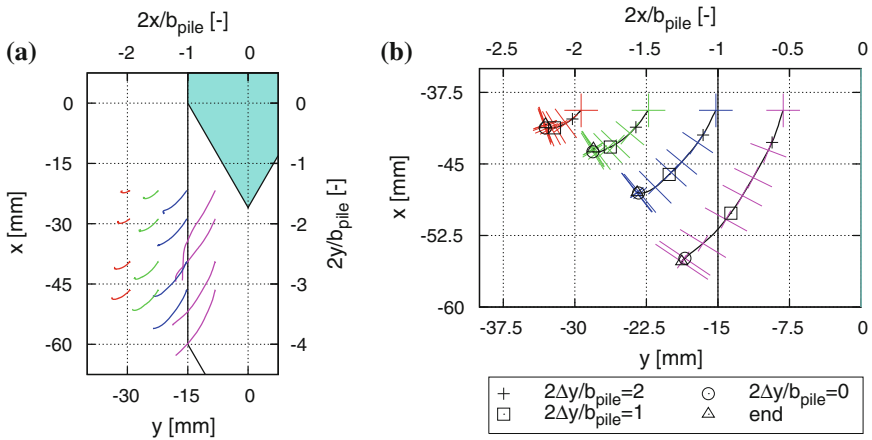 (a)
2x/b_pile [-]
-2 -1 0
x [mm]
0
-15
-30
-45
-60
0
-1
-2
-3
-4
2y/b_pile [-]
-30 -15 0
y [mm]
(b)
2x/b_pile [-]
-2.5 -2 -1.5 -1 -0.5 0
x [mm]
-37.5
-45
-52.5
-60
-37.5 -30 -22.5 -15 -7.5 0
y [mm]
2Δy/b_pile=2 2Δy/b_pile=0
2Δy/b_pile=1 end